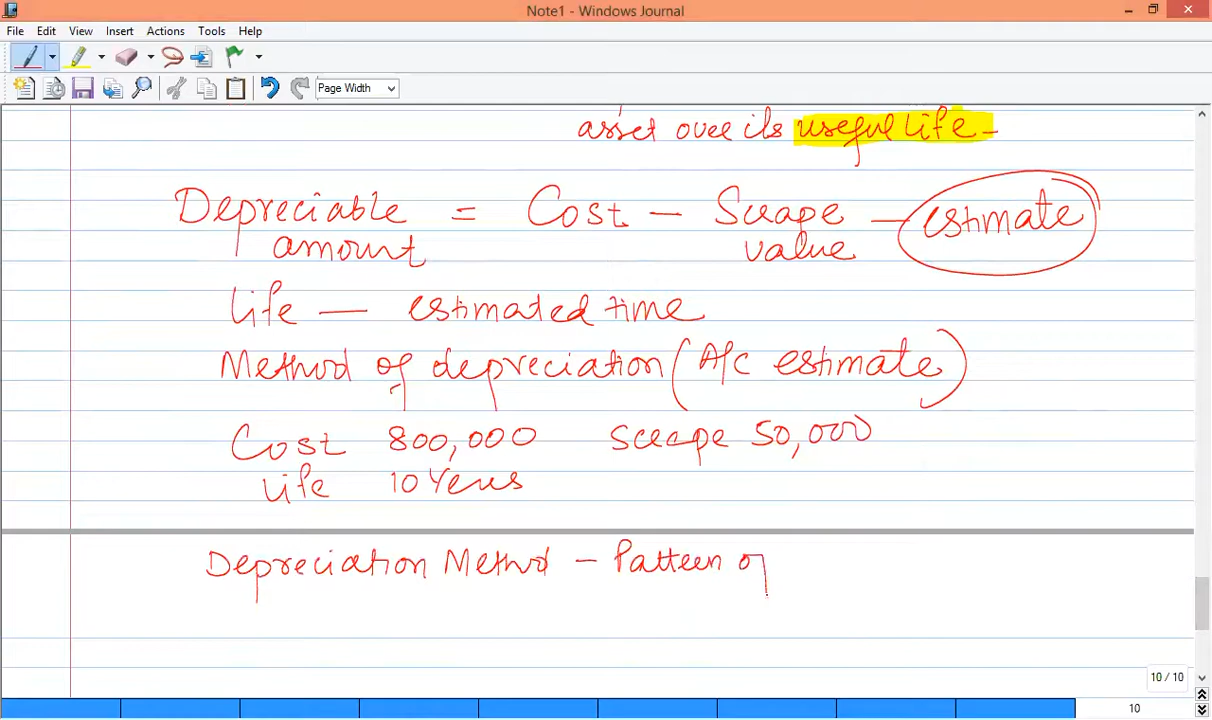 Note1 - Windows Journal
File Edit View Insert Actions Tools Help
Page Width
asset over its useful life -
Depreciable = Cost - Scrape - estimate
amount value
Life — estimated time
Method of depreciation (A/c estimate)
Cost 800,000 Scrape 50,000
Life 10 Years
Depreciation Method - Pattern of
10 / 10
10